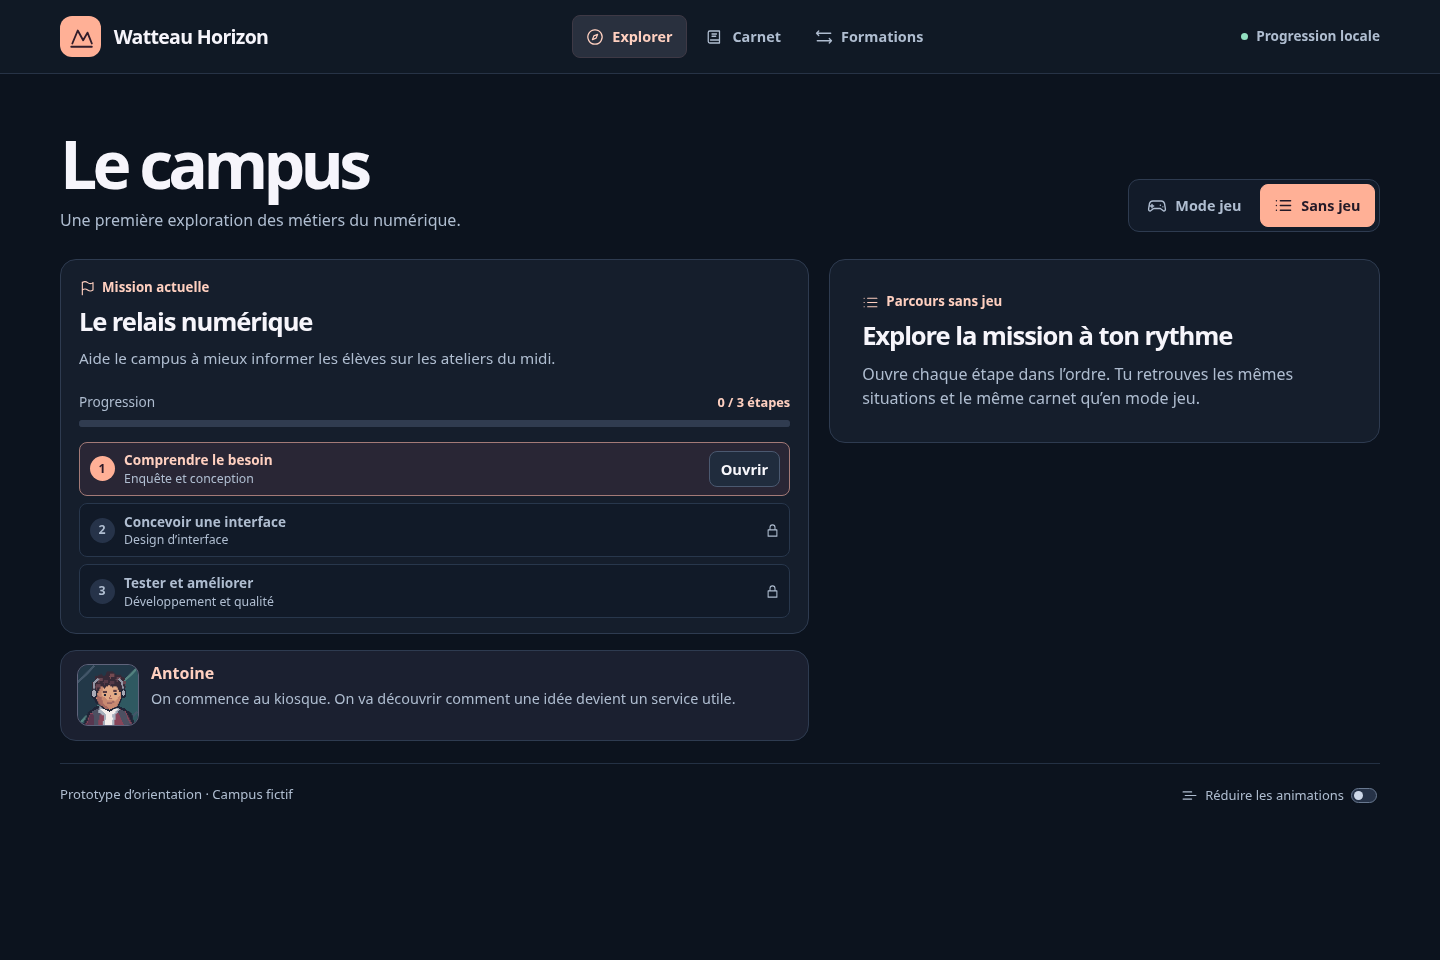 Watteau Horizon
Explorer
Carnet
Formations
Progression locale
Le campus
Une première exploration des métiers du numérique.
Mode jeu
Sans jeu
Mission actuelle
Le relais numérique
Aide le campus à mieux informer les élèves sur les ateliers du midi.
Progression
0 / 3 étapes
1
Comprendre le besoin
Enquête et conception
Ouvrir
2
Concevoir une interface
Design d’interface
3
Tester et améliorer
Développement et qualité
Parcours sans jeu
Explore la mission à ton rythme
Ouvre chaque étape dans l’ordre. Tu retrouves les mêmes
situations et le même carnet qu’en mode jeu.
Antoine
On commence au kiosque. On va découvrir comment une idée devient un service utile.
Prototype d’orientation · Campus fictif
Réduire les animations